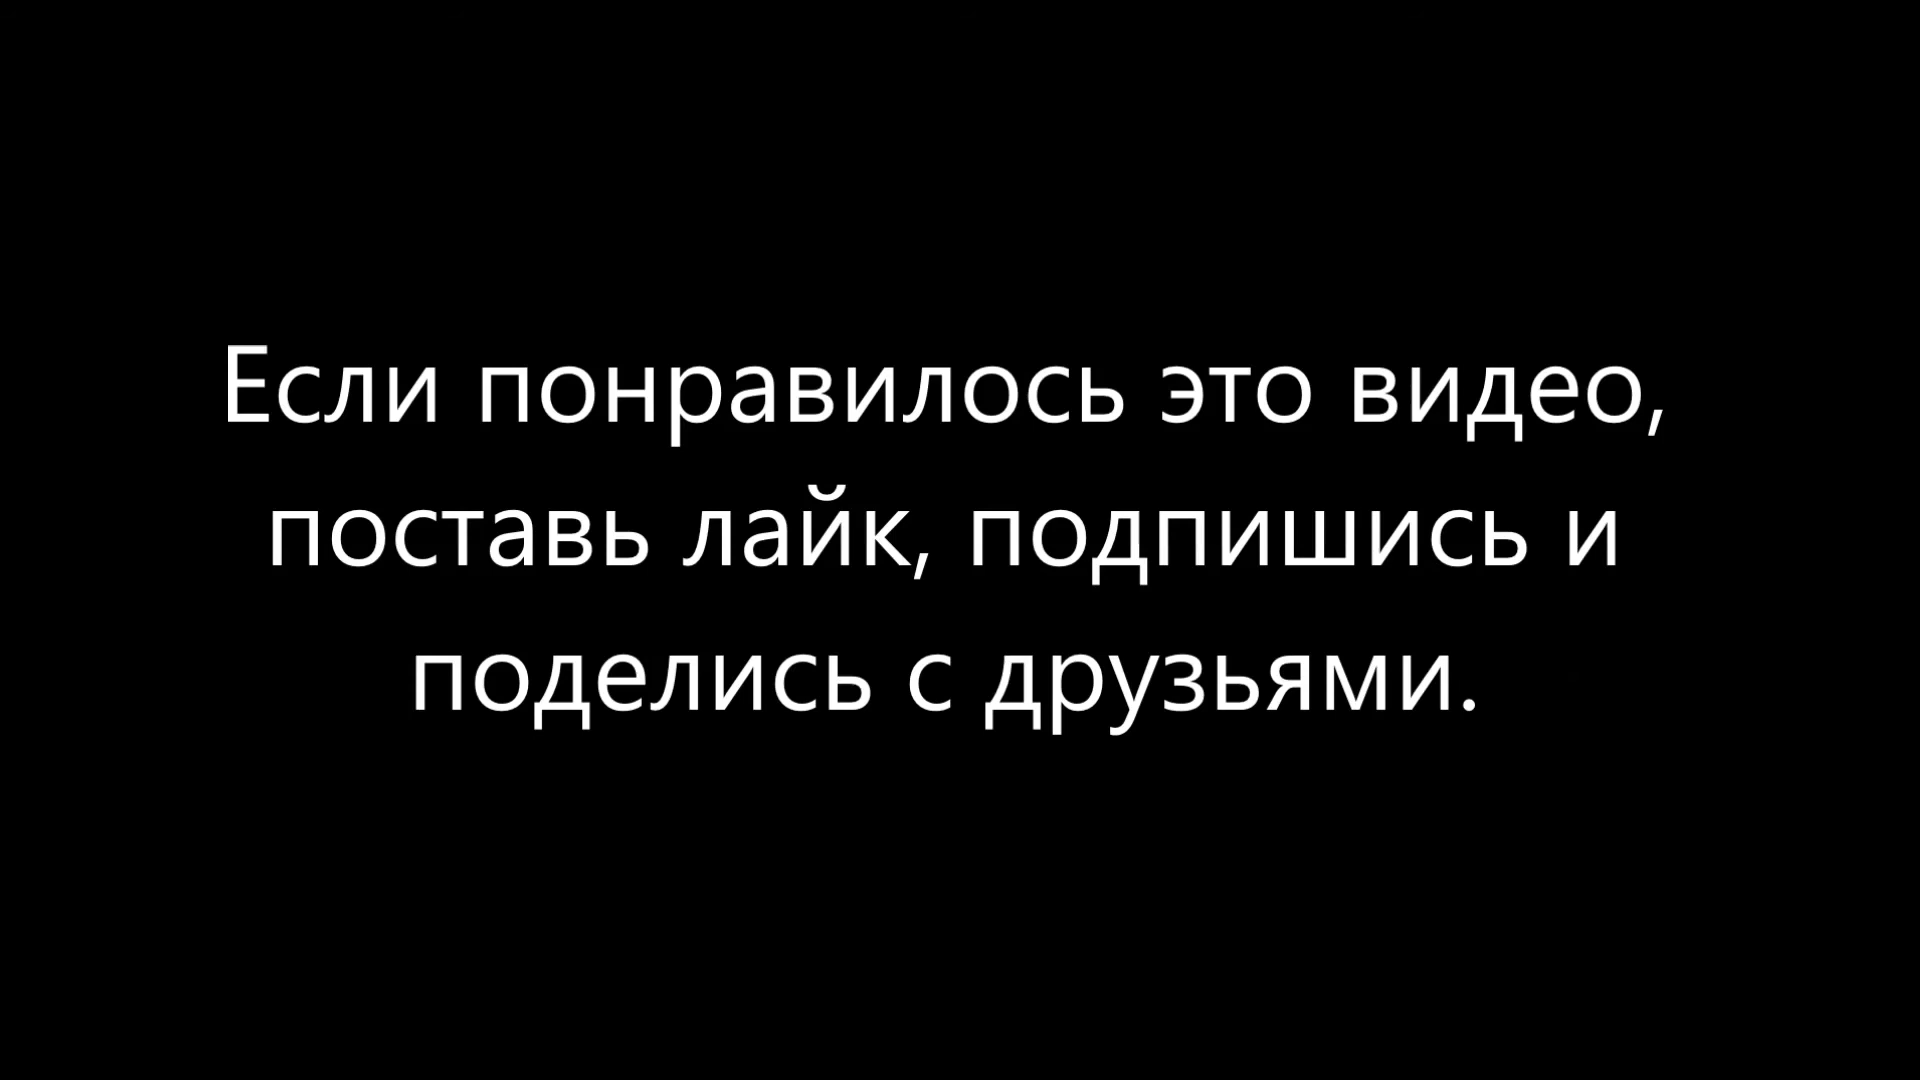 Если понравилось это видео,
поставь лайк, подпишись и
поделись с друзьями.